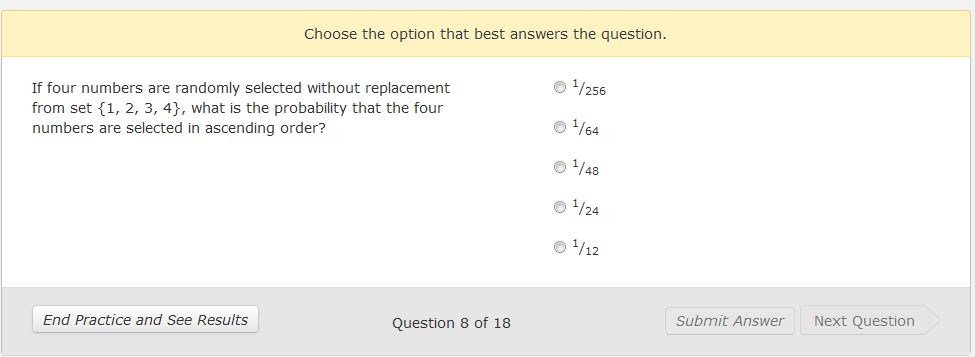 Choose the option that best answers the question.
If four numbers are randomly selected without replacement
from set {1, 2, 3, 4}, what is the probability that the four
numbers are selected in ascending order?
1/256
1/64
1/48
1/24
1/12
End Practice and See Results
Question 8 of 18
Submit Answer
Next Question